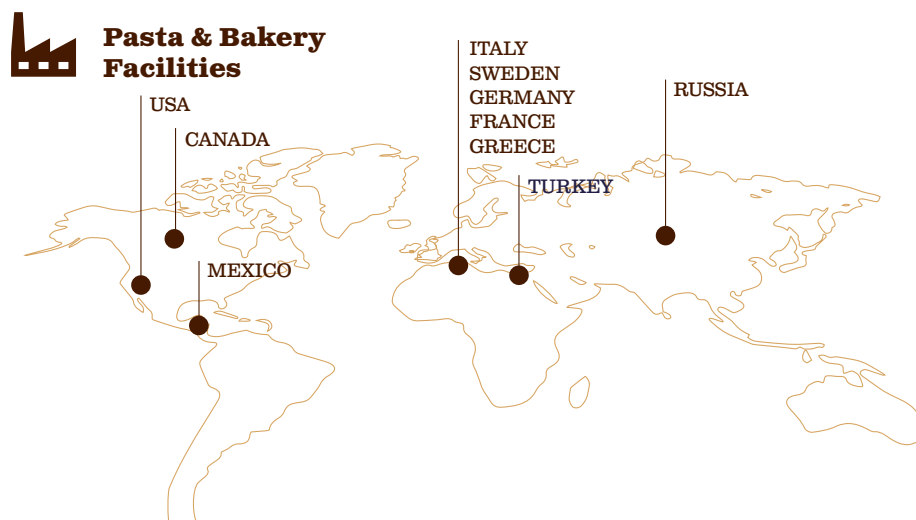 Pasta & Bakery
Facilities
USA
CANADA
MEXICO
ITALY
SWEDEN
GERMANY
FRANCE
GREECE
TURKEY
RUSSIA